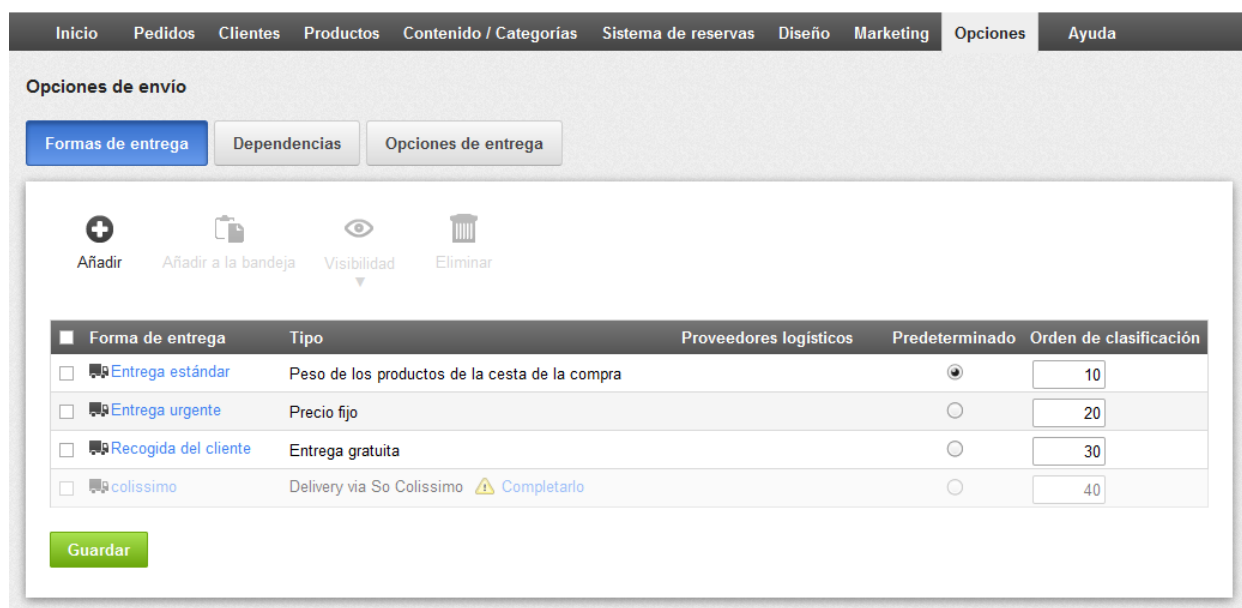 Inicio Pedidos Clientes Productos Contenido / Categorías Sistema de reservas Diseño Marketing Opciones Ayuda
Opciones de envío
Formas de entrega Dependencias Opciones de entrega
Añadir Añadir a la bandeja Visibilidad Eliminar
Forma de entrega Tipo Proveedores logísticos Predeterminado Orden de clasificación
Entrega estándar Peso de los productos de la cesta de la compra 10
Entrega urgente Precio fijo 20
Recogida del cliente Entrega gratuita 30
colissimo Delivery via So Colissimo Completarlo 40
Guardar